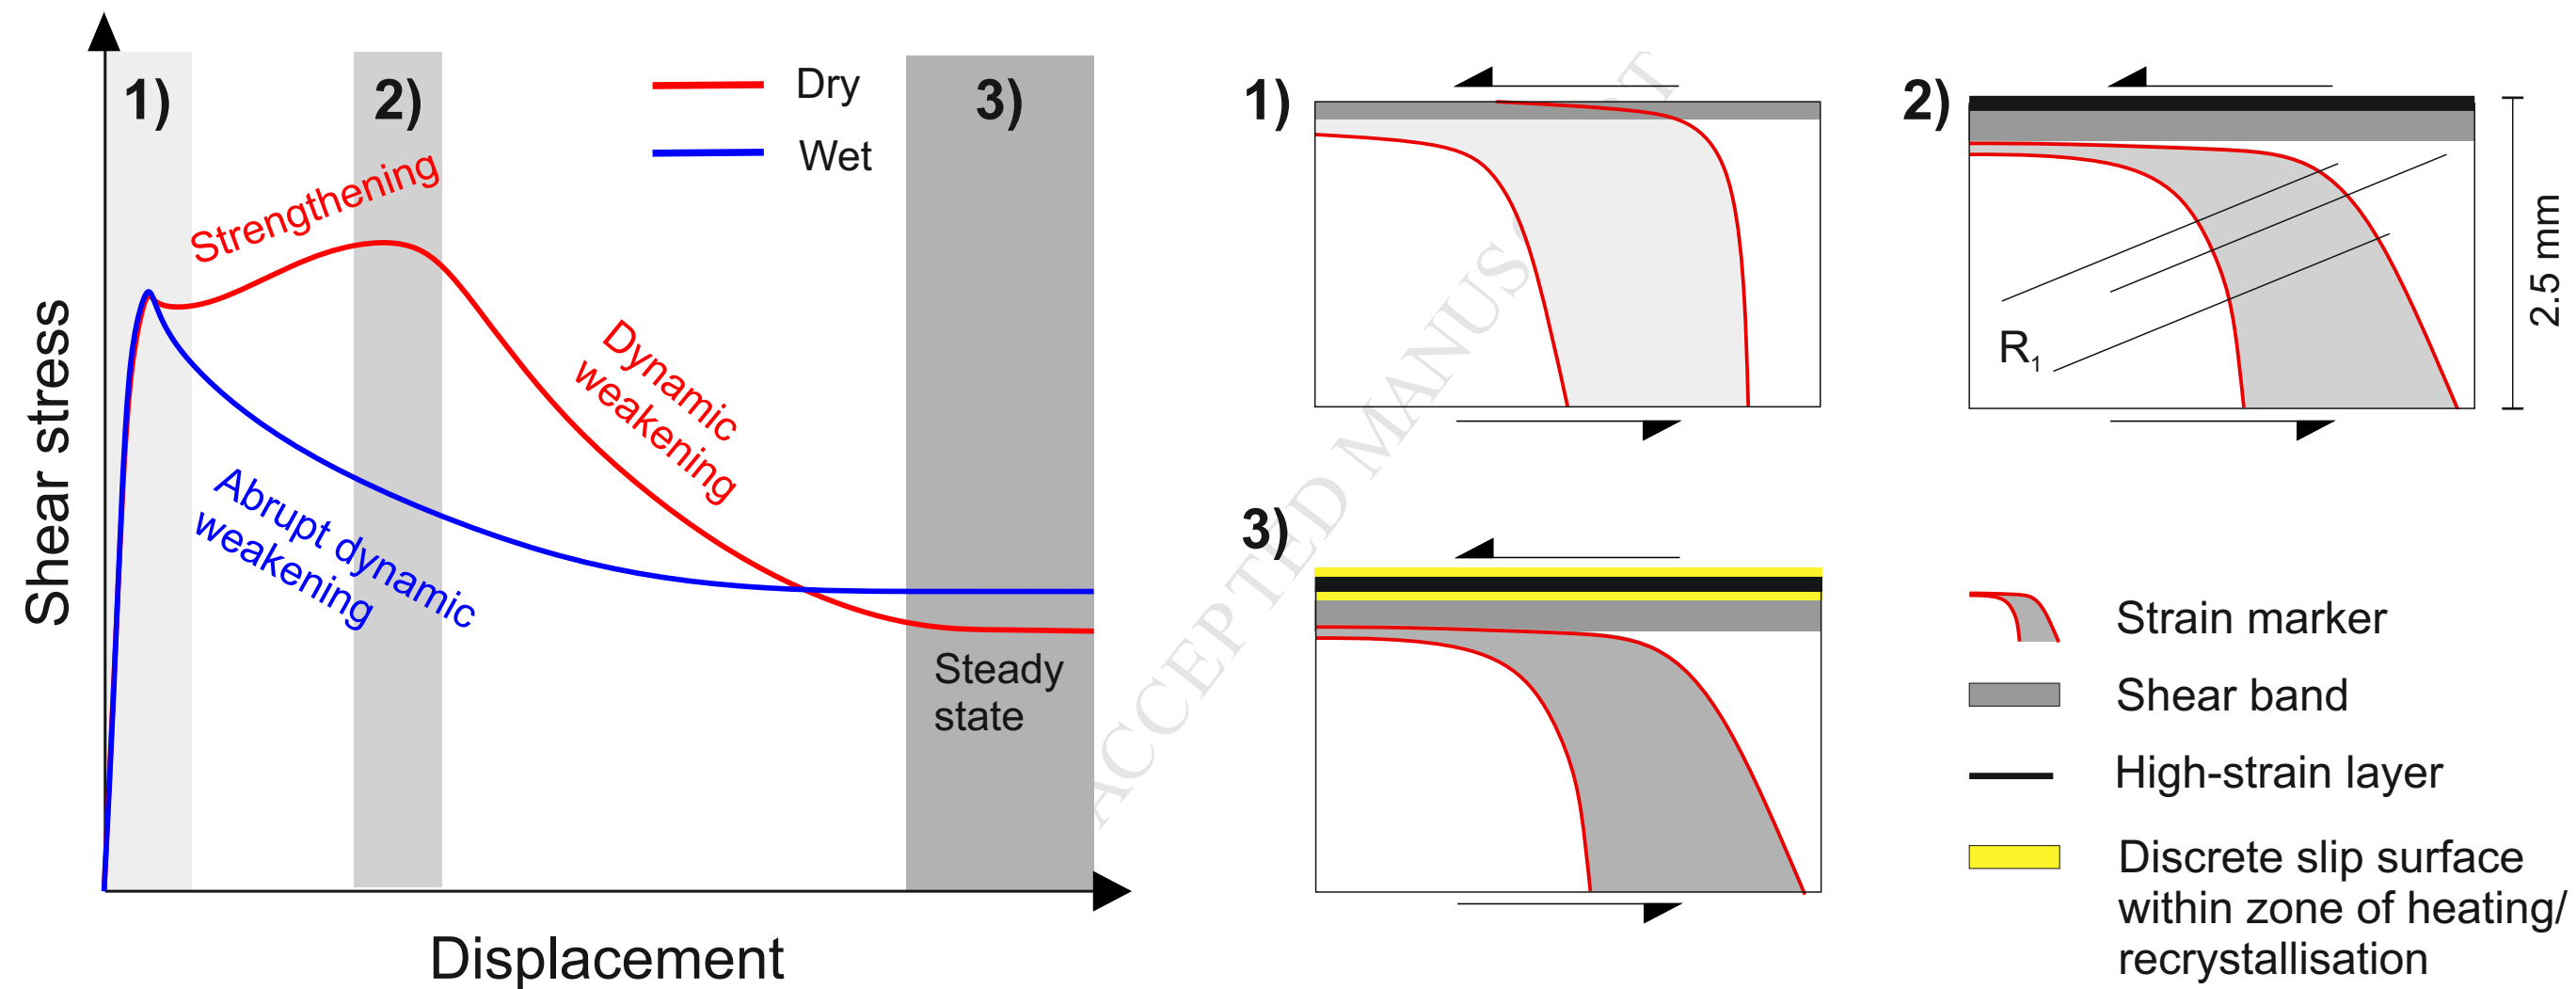 1)
2)
3)
Dry
Wet
Strengthening
Dynamic
weakening
Abrupt dynamic
weakening
Steady
state
Shear stress
Displacement
1)
2)
2.5 mm
R1
3)
ACCEPTED MANUS T
Strain marker
Shear band
High-strain layer
Discrete slip surface
within zone of heating/
recrystallisation